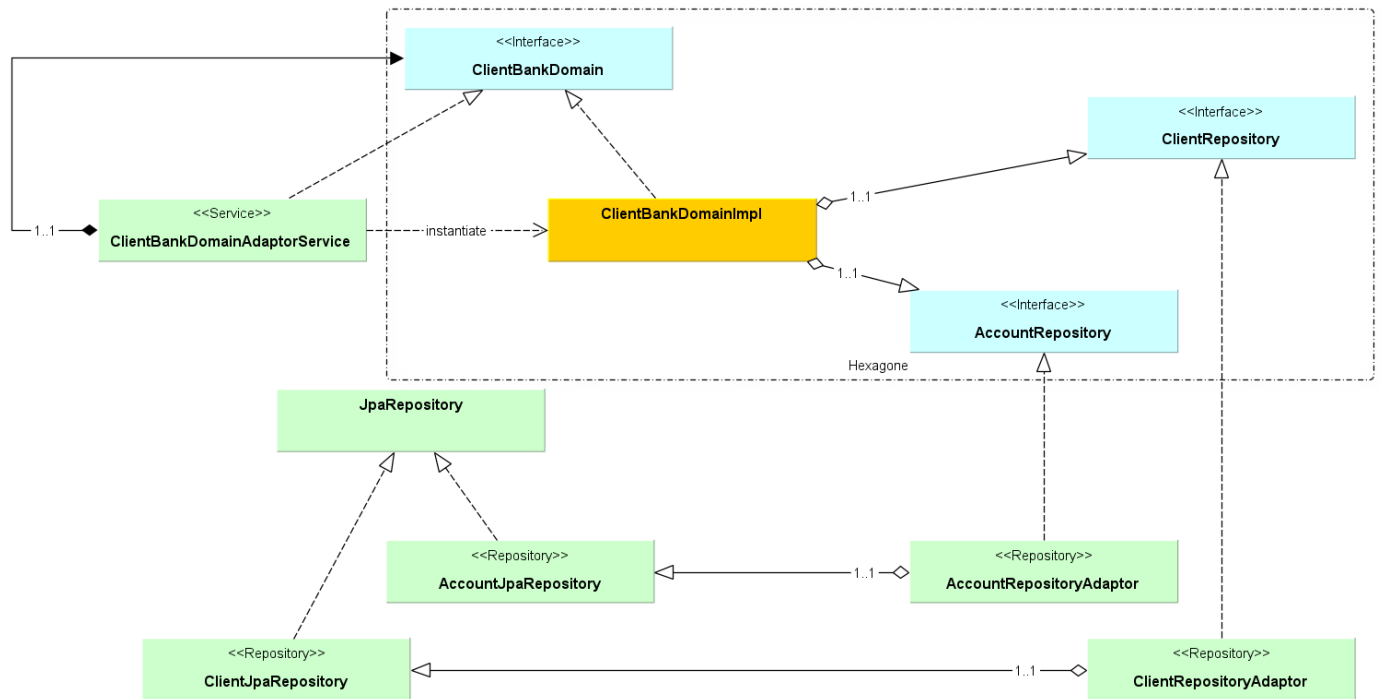 <<Interface>>
ClientBankDomain
<<Interface>>
ClientRepository
<<Service>>
ClientBankDomainAdaptorService
1..1
instantiate
ClientBankDomainImpl
1..1
1..1
<<Interface>>
AccountRepository
Hexagone
JpaRepository
<<Repository>>
AccountJpaRepository
1..1
<<Repository>>
AccountRepositoryAdaptor
<<Repository>>
ClientJpaRepository
1..1
<<Repository>>
ClientRepositoryAdaptor